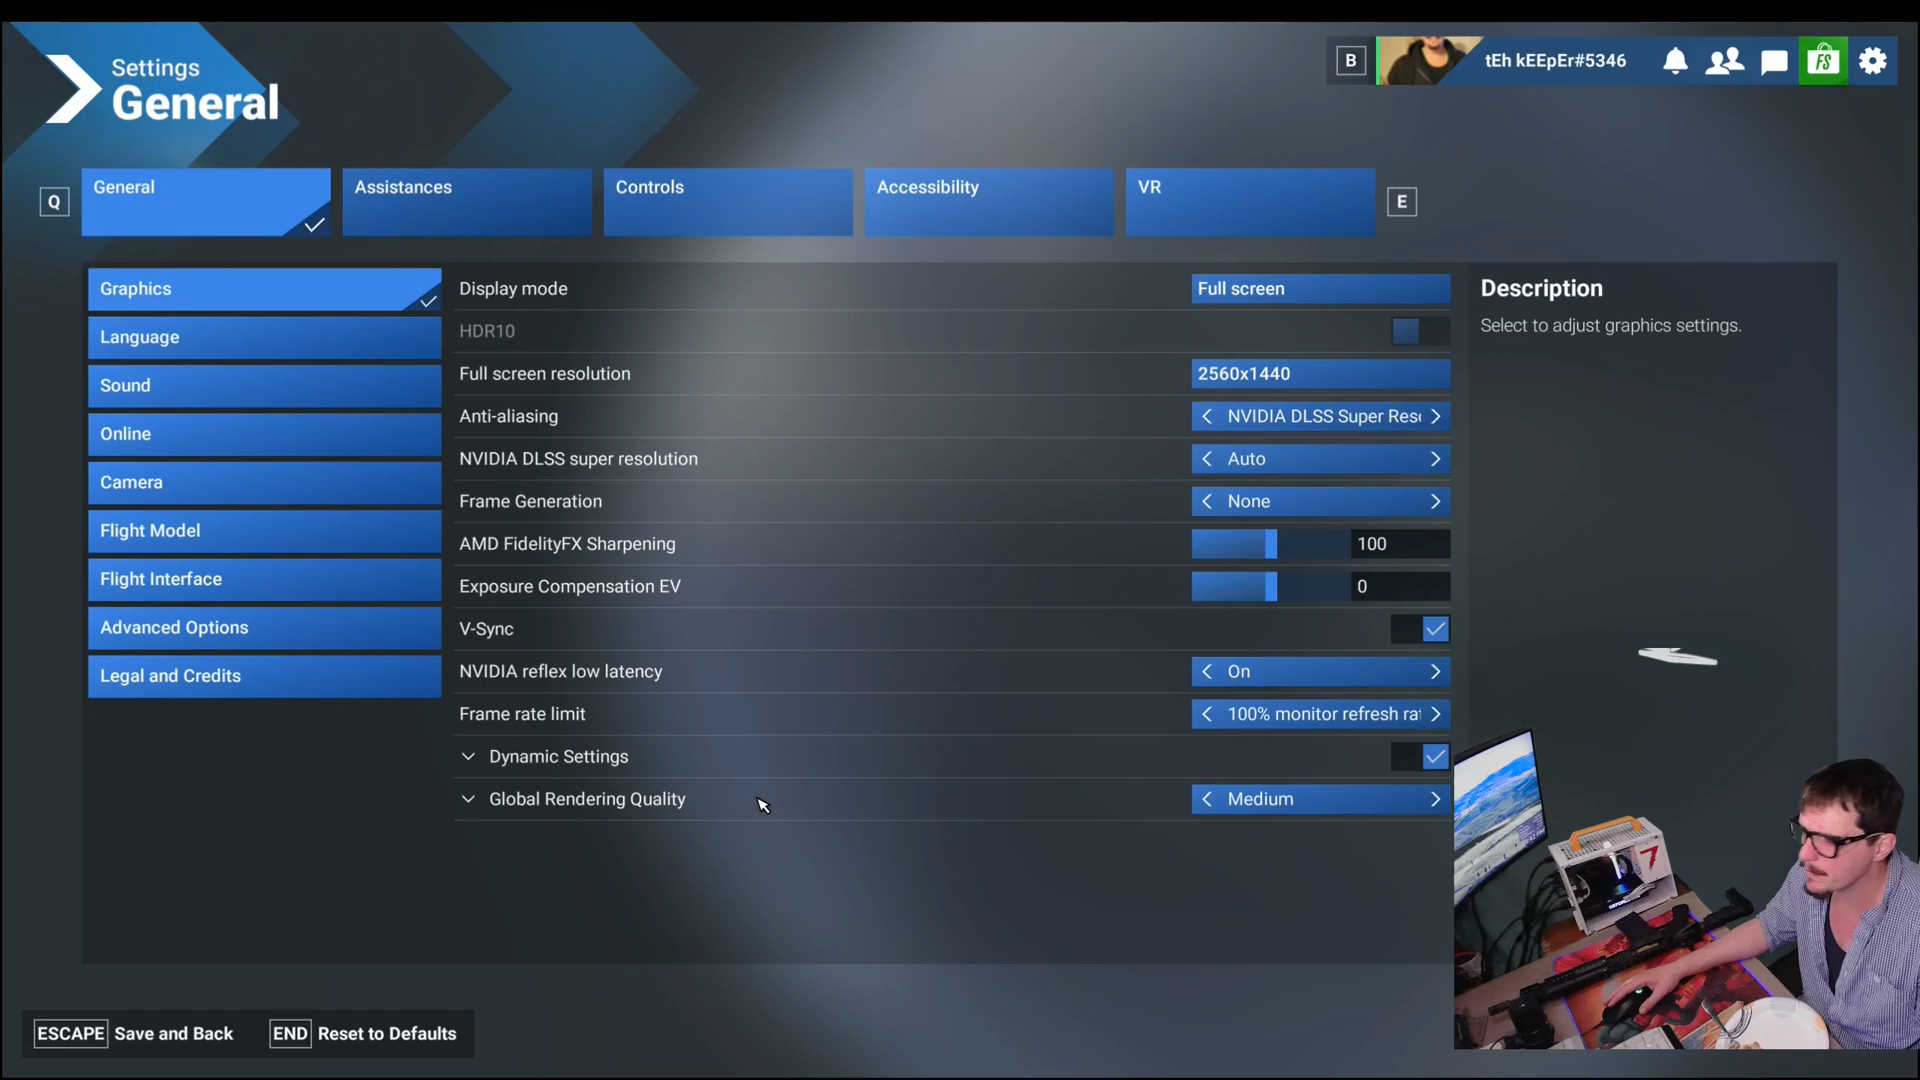 Settings
General
B
tEh kEEpEr#5346
FS
Q
General
Assistances
Controls
Accessibility
VR
E
Graphics
Language
Sound
Online
Camera
Flight Model
Flight Interface
Advanced Options
Legal and Credits
Display mode
Full screen
HDR10
Full screen resolution
2560x1440
Anti-aliasing
NVIDIA DLSS Super Res
NVIDIA DLSS super resolution
Auto
Frame Generation
None
AMD FidelityFX Sharpening
100
Exposure Compensation EV
0
V-Sync
NVIDIA reflex low latency
On
Frame rate limit
100% monitor refresh ra
Dynamic Settings
Global Rendering Quality
Medium
Description
Select to adjust graphics settings.
7
ESCAPE Save and Back
END Reset to Defaults